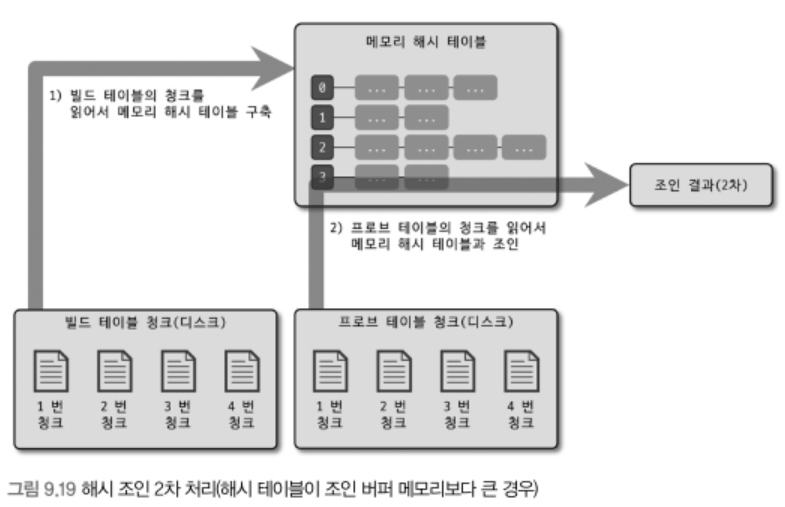 메모리 해시 테이블
0 ... ... ...
1 ... ...
2 ... ... ... ...
3 ... ...
1) 빌드 테이블의 청크를
읽어서 메모리 해시 테이블 구축
조인 결과(2차)
2) 프로브 테이블의 청크를 읽어서
메모리 해시 테이블과 조인
빌드 테이블 청크(디스크)
1 번
청크
2 번
청크
3 번
청크
4 번
청크
프로브 테이블 청크(디스크)
1 번
청크
2 번
청크
3 번
청크
4 번
청크
그림 9.19 해시 조인 2차 처리(해시 테이블이 조인 버퍼 메모리보다 큰 경우)